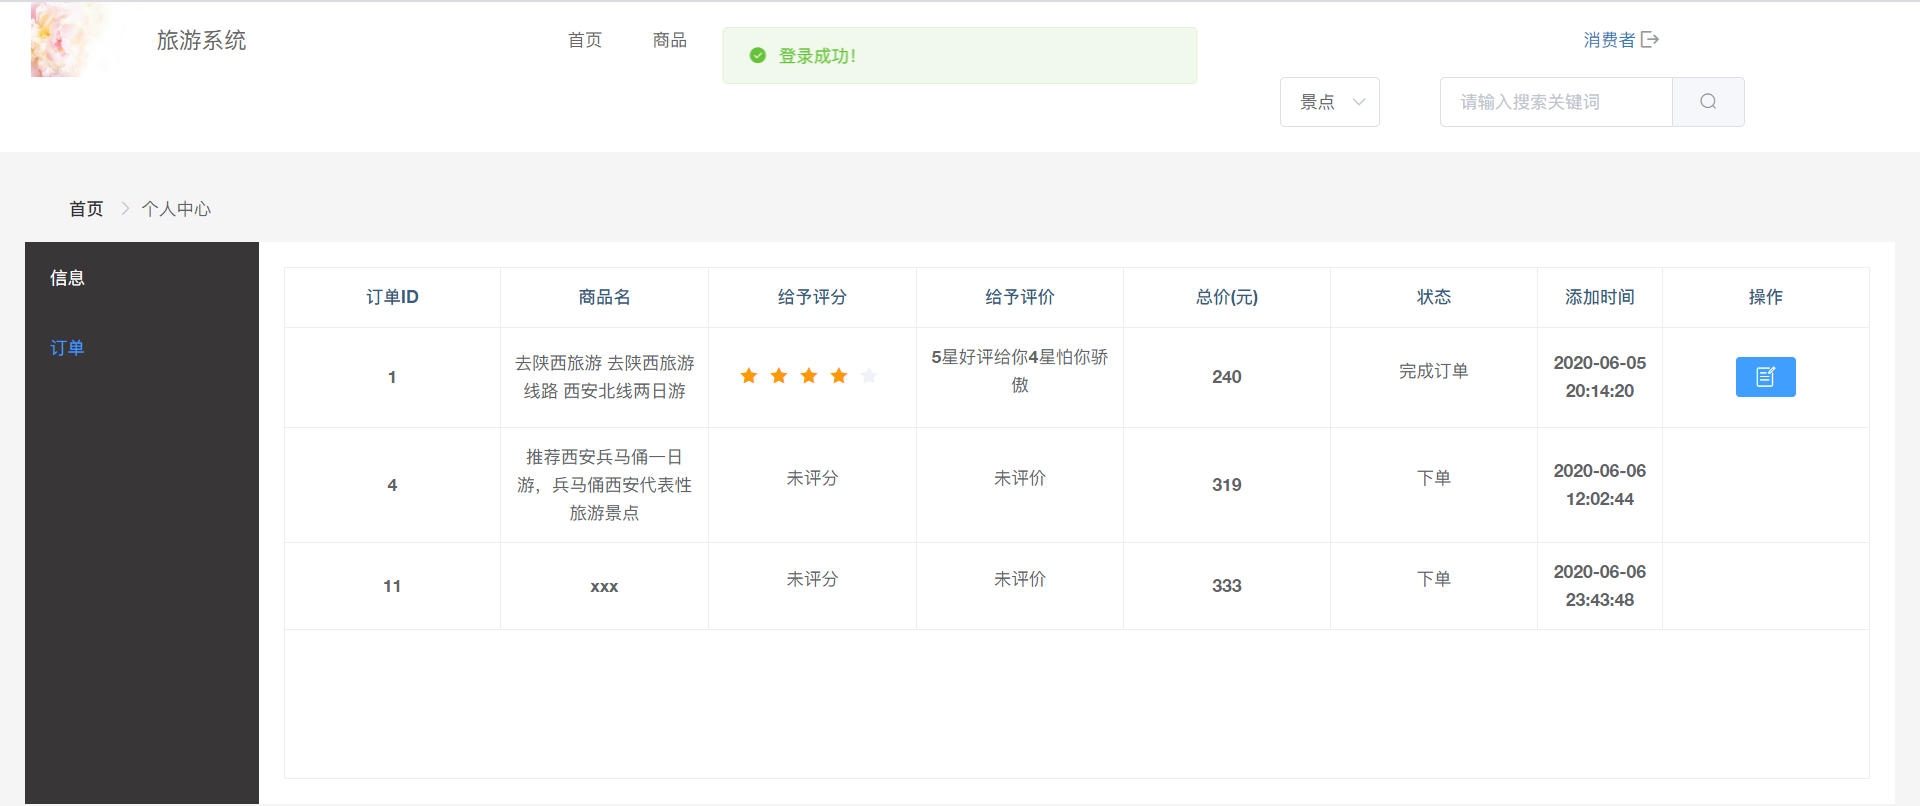 旅游系统
首页
商品
登录成功！
消费者
景点
请输入搜索关键词
首页
个人中心
信息
订单
订单ID
商品名
给予评分
给予评价
总价(元)
状态
添加时间
操作
1
去陕西旅游 去陕西旅游
线路 西安北线两日游
5星好评给你4星怕你骄
傲
240
完成订单
2020-06-05
20:14:20
4
推荐西安兵马俑一日
游，兵马俑西安代表性
旅游景点
未评分
未评价
319
下单
2020-06-06
12:02:44
11
xxx
未评分
未评价
333
下单
2020-06-06
23:43:48